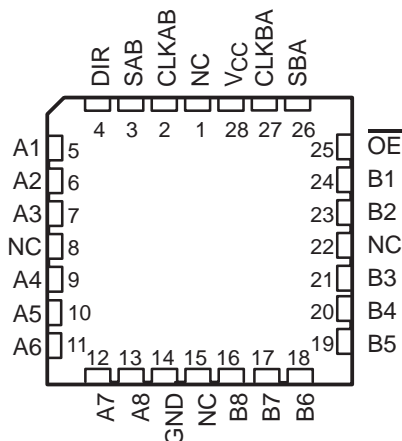 DIR SAB CLKAB NC VCC CLKBA SBA
4 3 2 1 28 27 26
A1 5 25 OE
A2 6 24 B1
A3 7 23 B2
NC 8 22 NC
A4 9 21 B3
A5 10 20 B4
A6 11 19 B5
12 13 14 15 16 17 18
A7 A8 GND NC B8 B7 B6